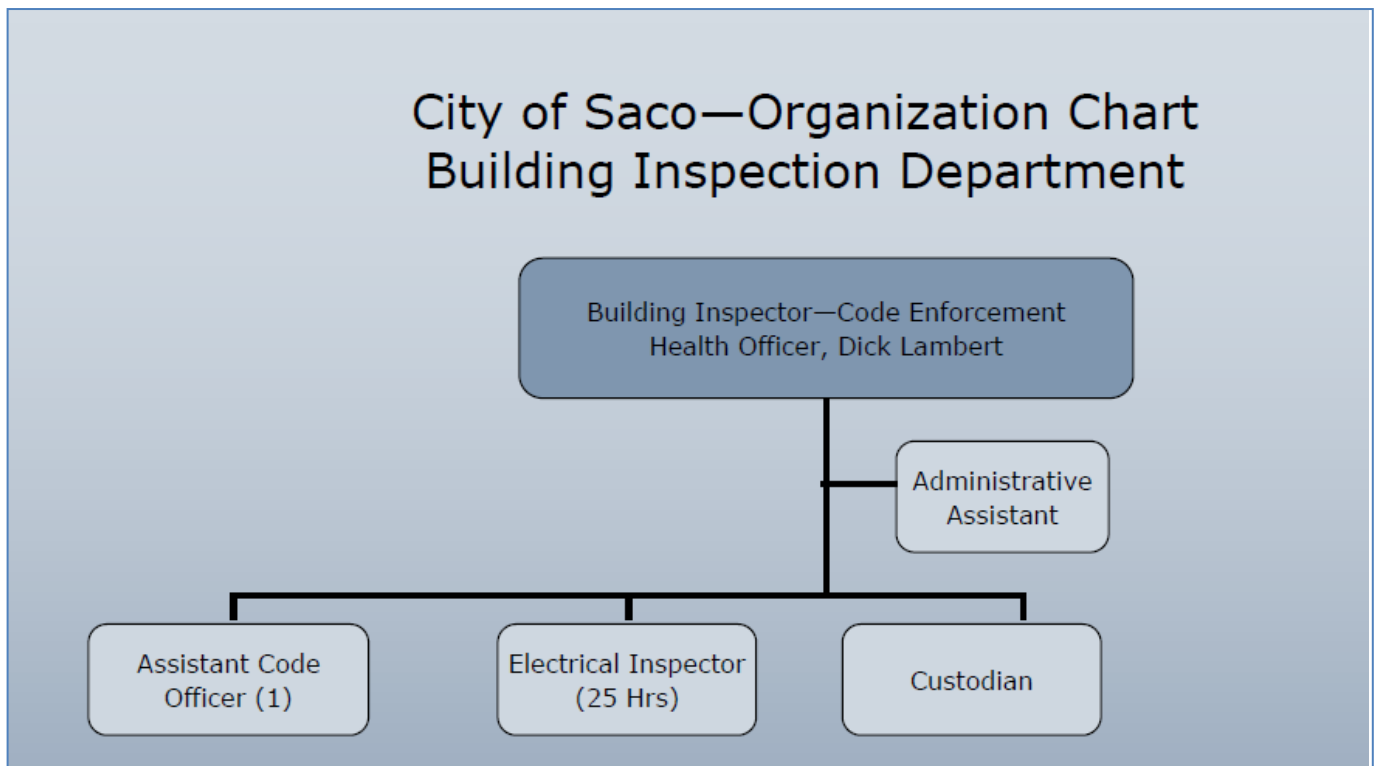 City of Saco—Organization Chart
Building Inspection Department
Building Inspector—Code Enforcement
Health Officer, Dick Lambert
Administrative
Assistant
Assistant Code
Officer (1)
Electrical Inspector
(25 Hrs)
Custodian